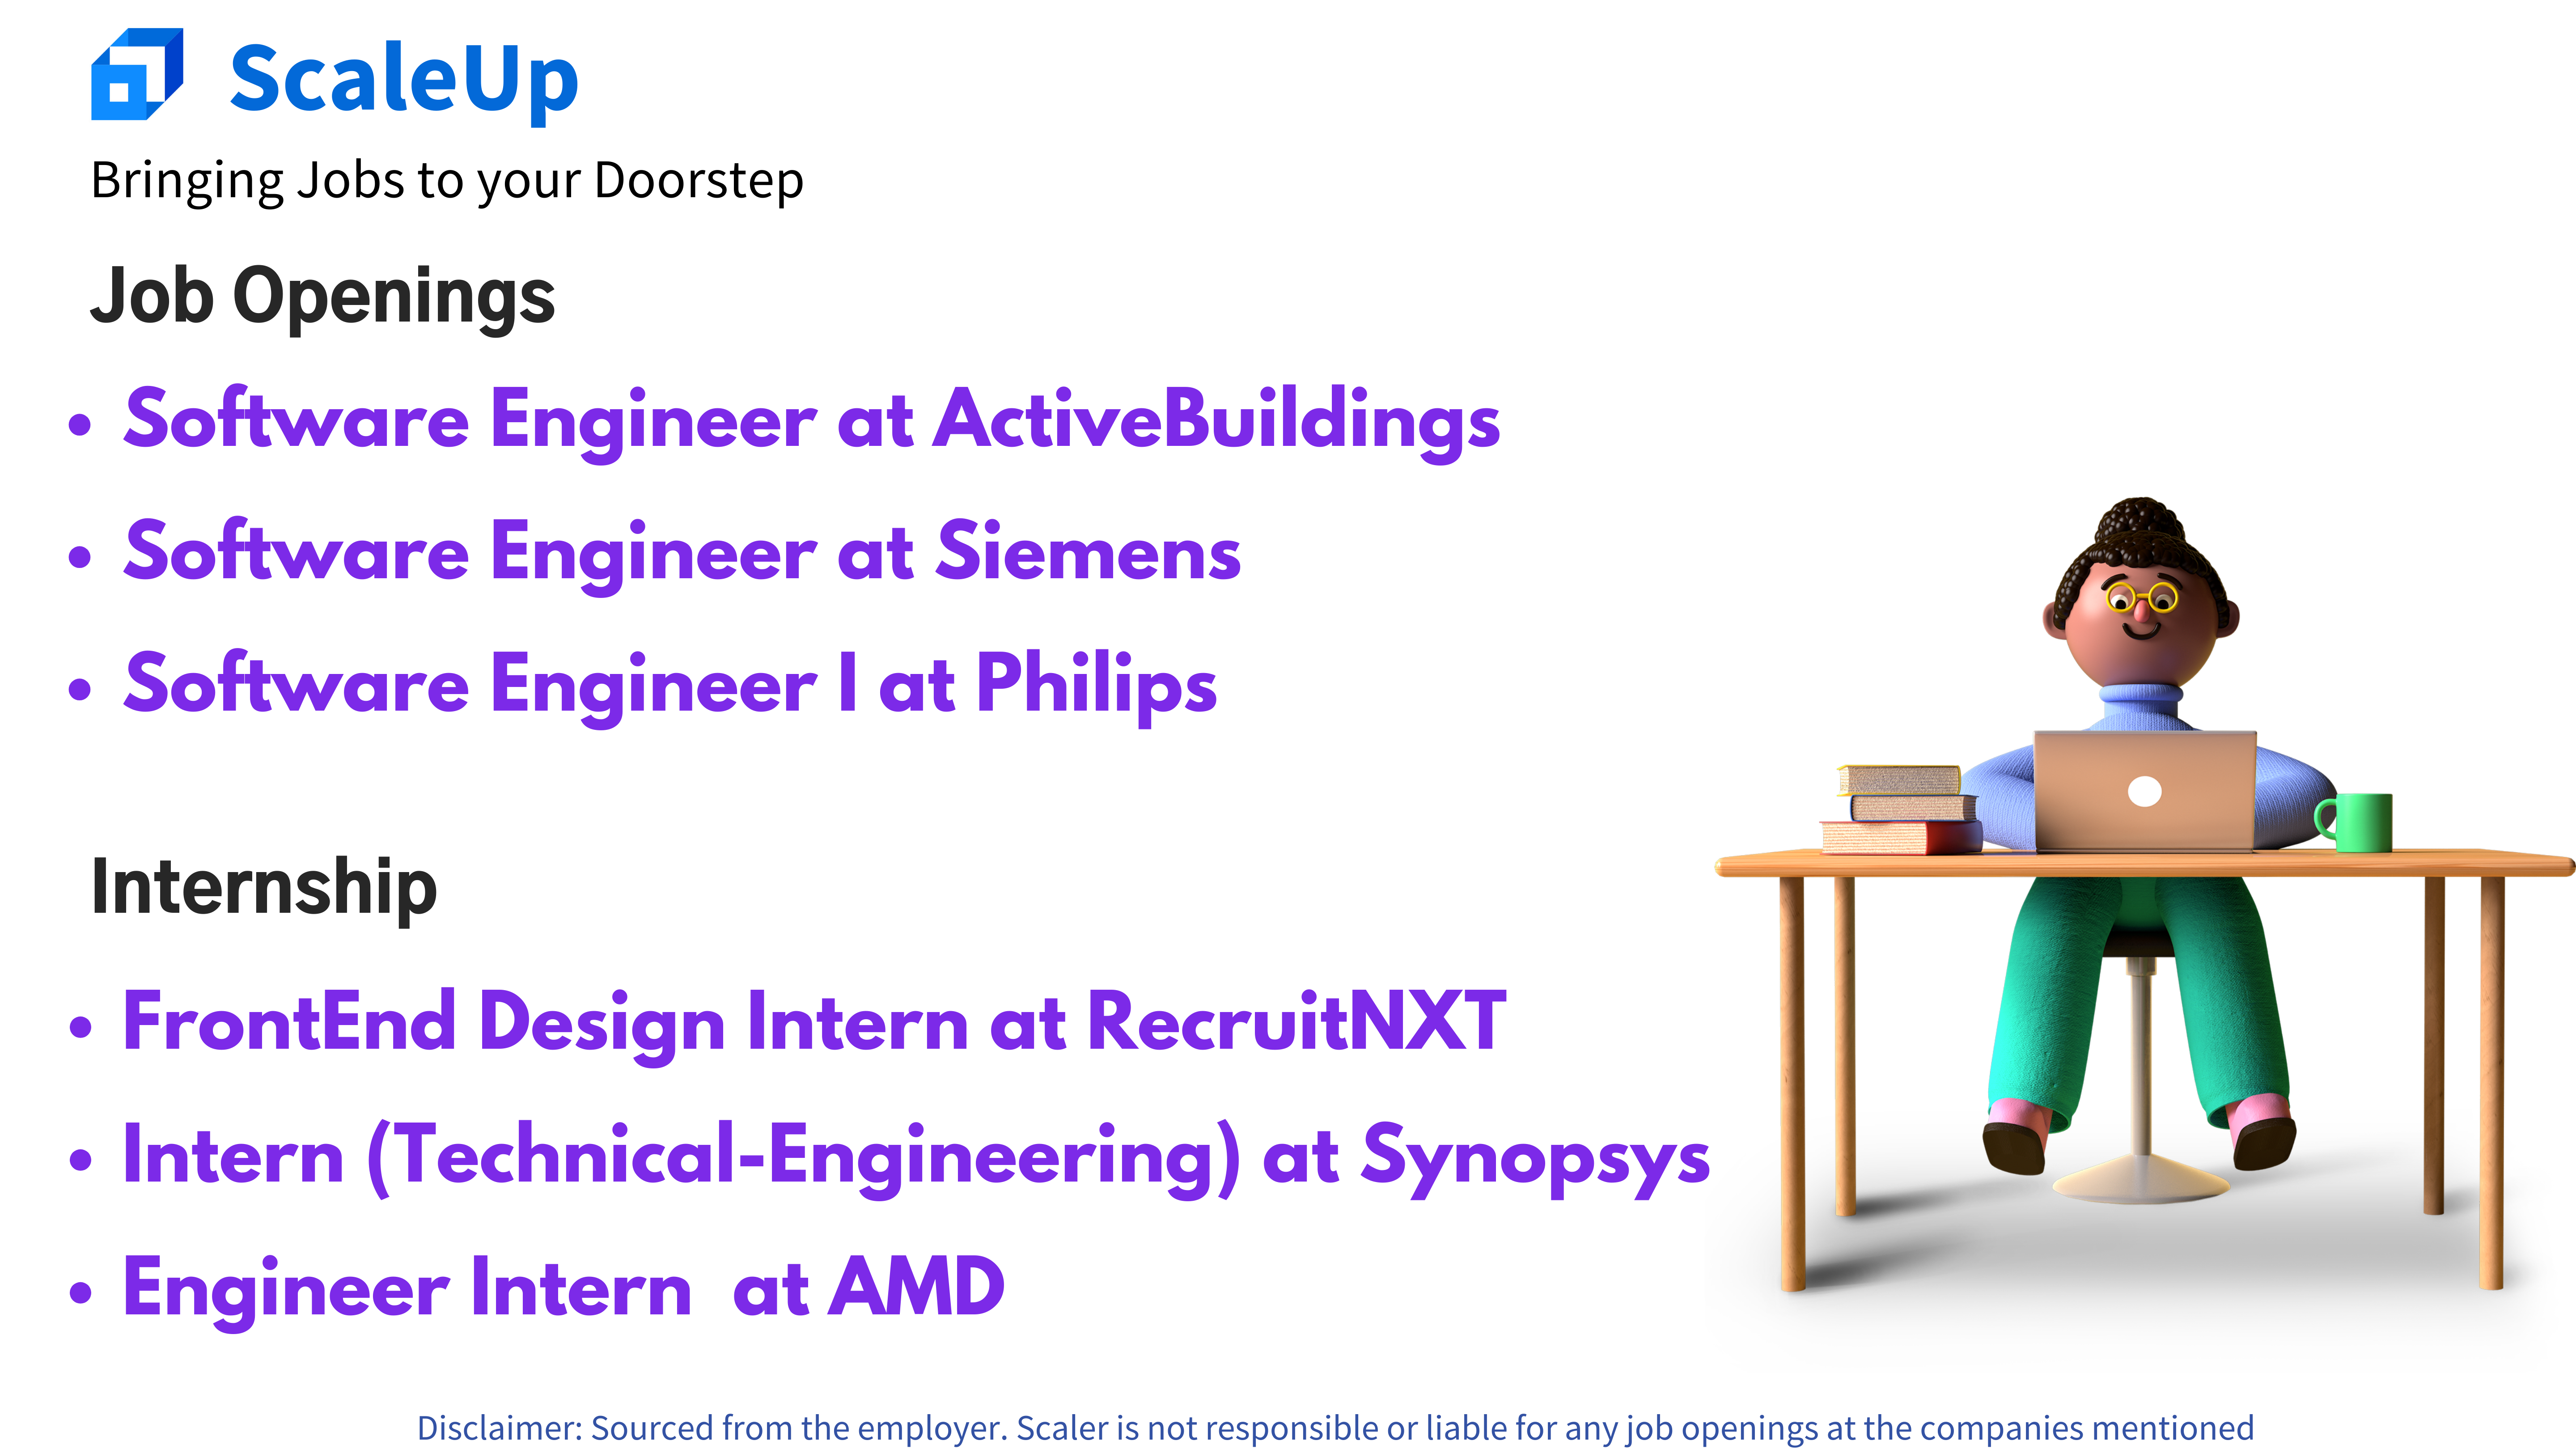 ScaleUp
Bringing Jobs to your Doorstep
Job Openings
• Software Engineer at ActiveBuildings
• Software Engineer at Siemens
• Software Engineer I at Philips
Internship
• FrontEnd Design Intern at RecruitNXT
• Intern (Technical-Engineering) at Synopsys
• Engineer Intern  at AMD
Disclaimer: Sourced from the employer. Scaler is not responsible or liable for any job openings at the companies mentioned